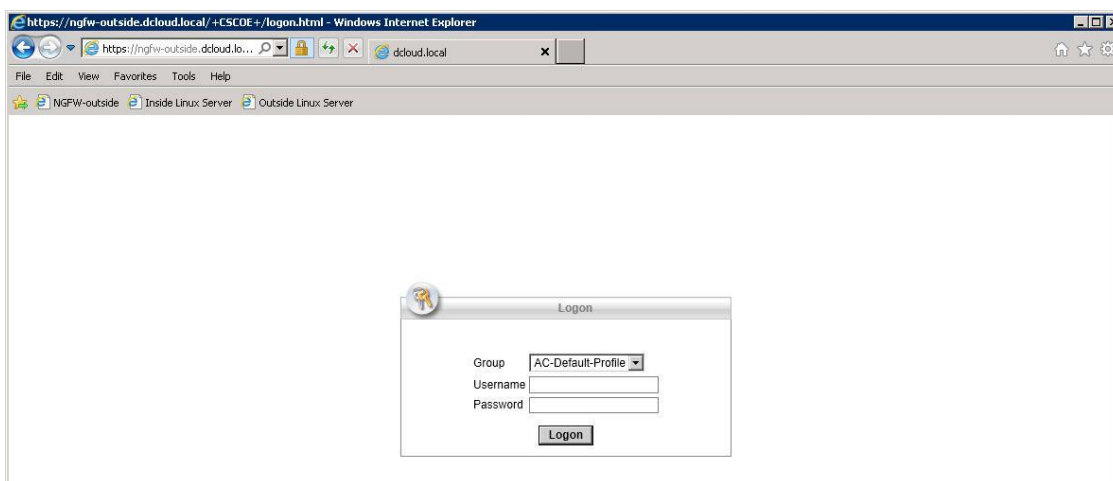 https://ngfw-outside.dcloud.local/+CSCOE+/logon.html - Windows Internet Explorer
https://ngfw-outside.dcloud.lo... dcloud.local
File Edit View Favorites Tools Help
NGFW-outside Inside Linux Server Outside Linux Server
Logon
Group AC-Default-Profile
Username
Password
Logon